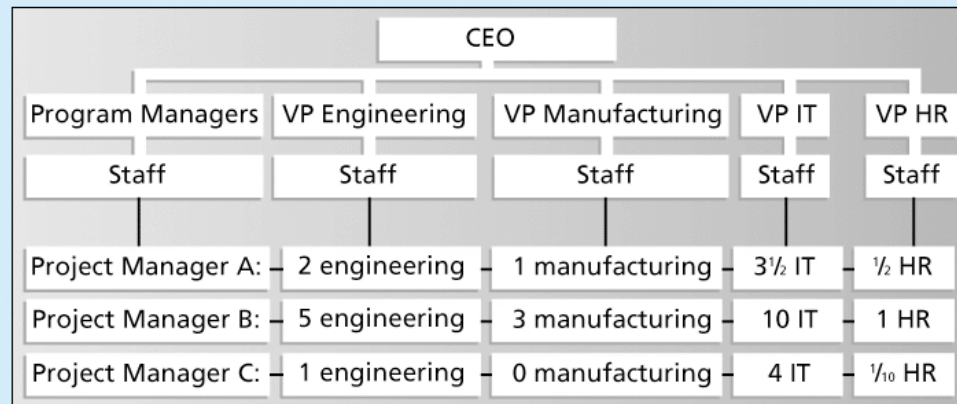 CEO
Program Managers VP Engineering VP Manufacturing VP IT VP HR
Staff Staff Staff Staff Staff
Project Manager A: 2 engineering 1 manufacturing 3½ IT ½ HR
Project Manager B: 5 engineering 3 manufacturing 10 IT 1 HR
Project Manager C: 1 engineering 0 manufacturing 4 IT 1/10 HR